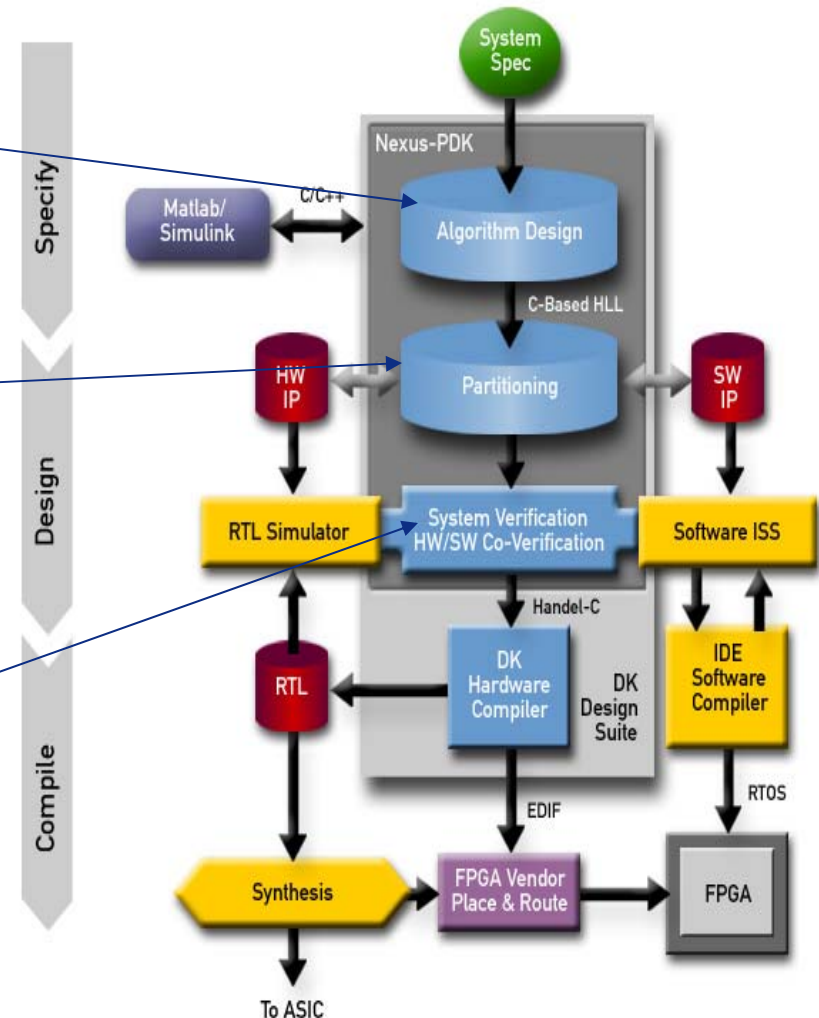 System
Spec
Nexus-PDK
Specify
Matlab/
Simulink
C/C++
Algorithm Design
C-Based HLL
HW
IP
Partitioning
SW
IP
Design
RTL Simulator
System Verification
HW/SW Co-Verification
Software ISS
Handel-C
RTL
DK
Hardware
Compiler
DK
Design
Suite
IDE
Software
Compiler
Compile
EDIF
RTOS
Synthesis
FPGA Vendor
Place & Route
FPGA
To ASIC